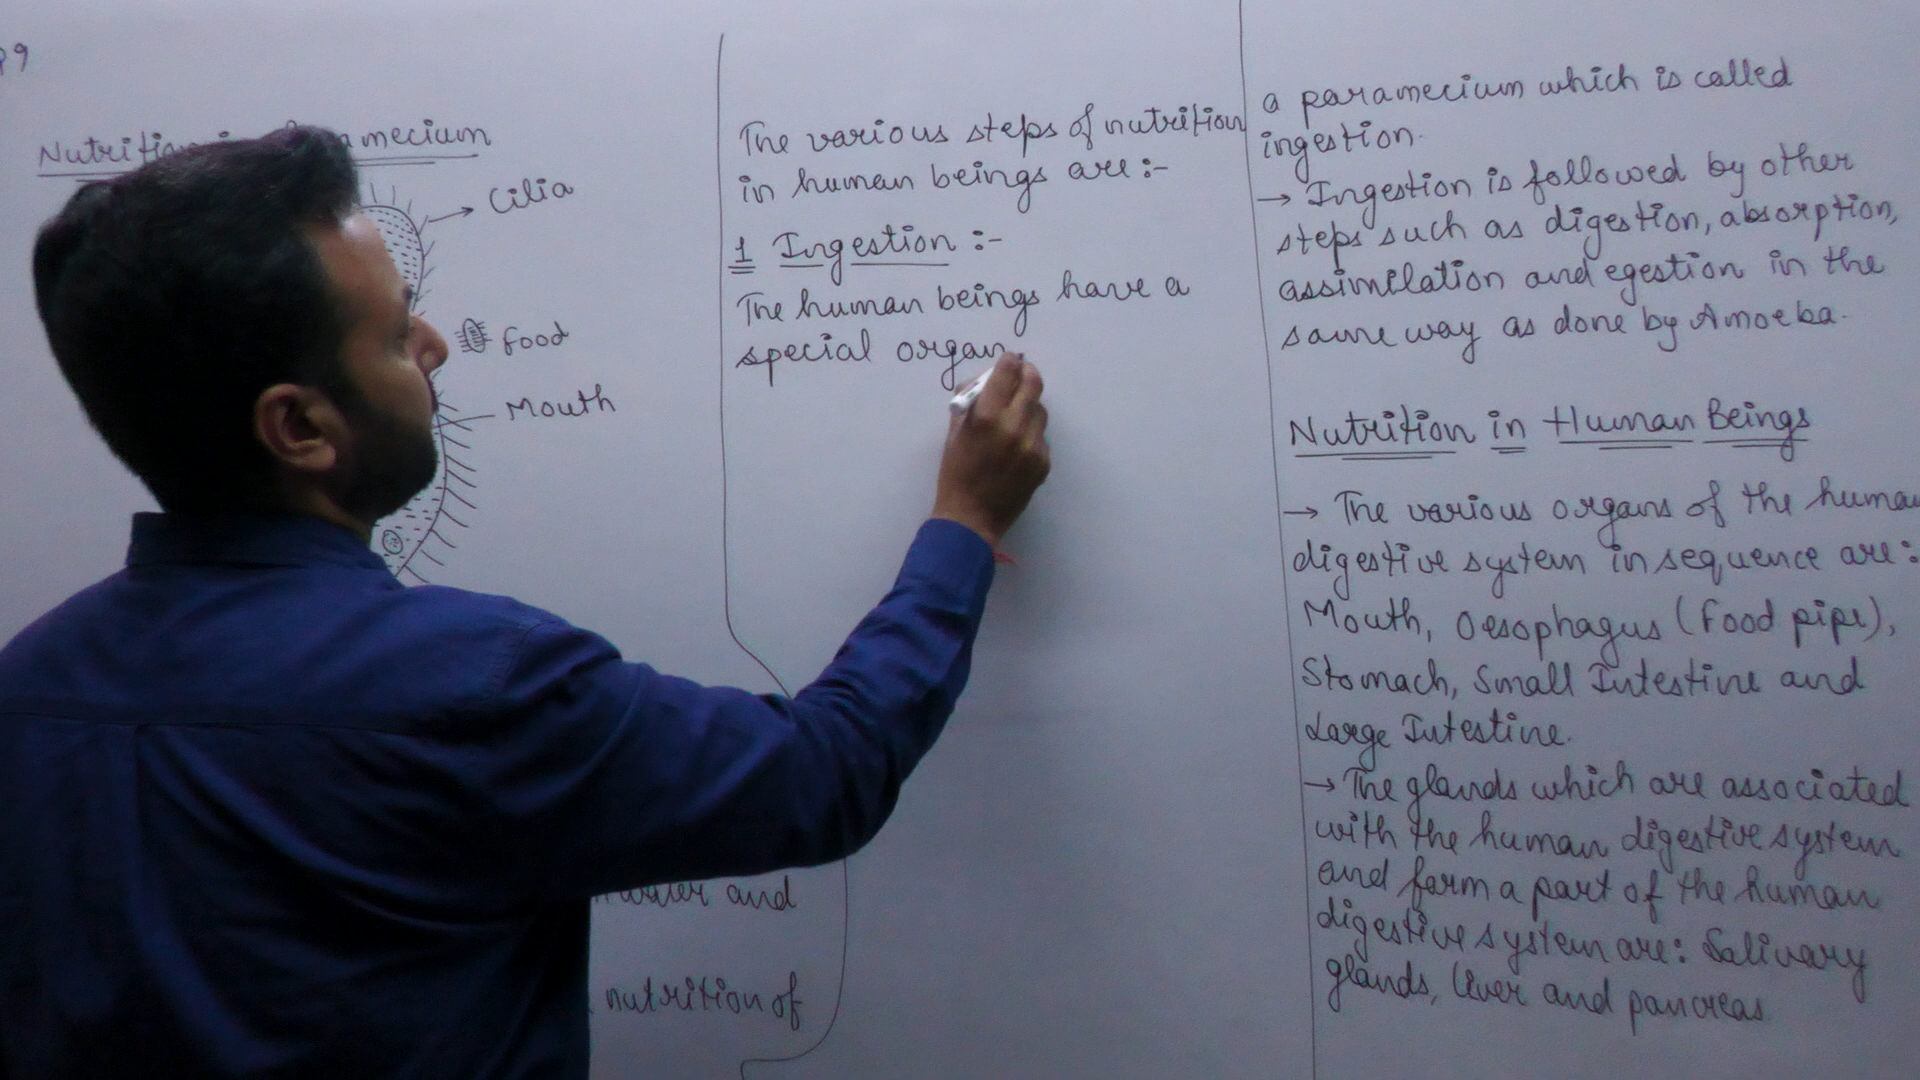 Nutrition
mecium
Cilia
food
Mouth
water and
nutrition of
The various steps of nutrition
in human beings are :-
1 Ingestion :-
The human beings have a
special organ
a paramecium which is called
ingestion.
→ Ingestion is followed by other
steps such as digestion, absorption,
assimilation and egestion in the
same way as done by Amoeba.
Nutrition in Human Beings
→ The various organs of the human
digestive system in sequence are:
Mouth, Oesophagus (Food pipe),
Stomach, Small Intestine and
Large Intestine.
→ The glands which are associated
with the human digestive system
and form a part of the human
digestive system are: Salivary
glands, liver and pancreas